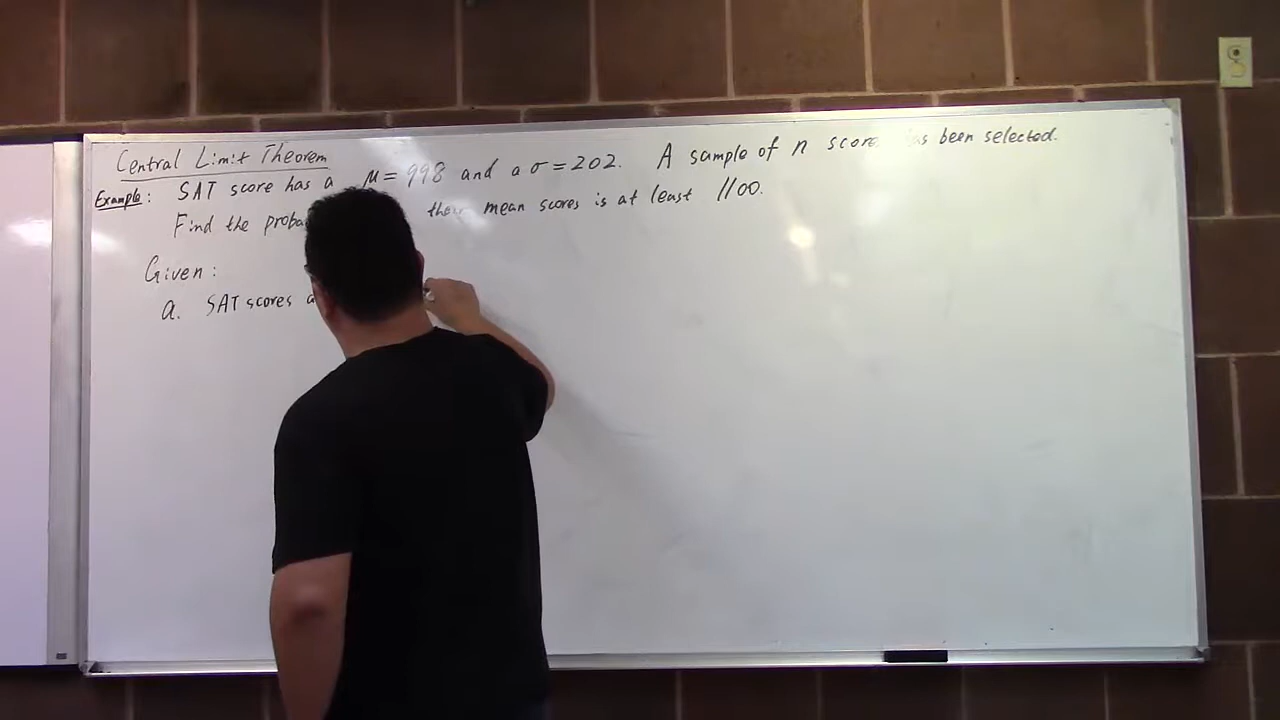 Central Limit Theorem
Example: SAT score has a μ = 998 and a σ = 202. A sample of n score has been selected.
Find the proba their mean scores is at least 1100.
Given:
a. SAT scores a